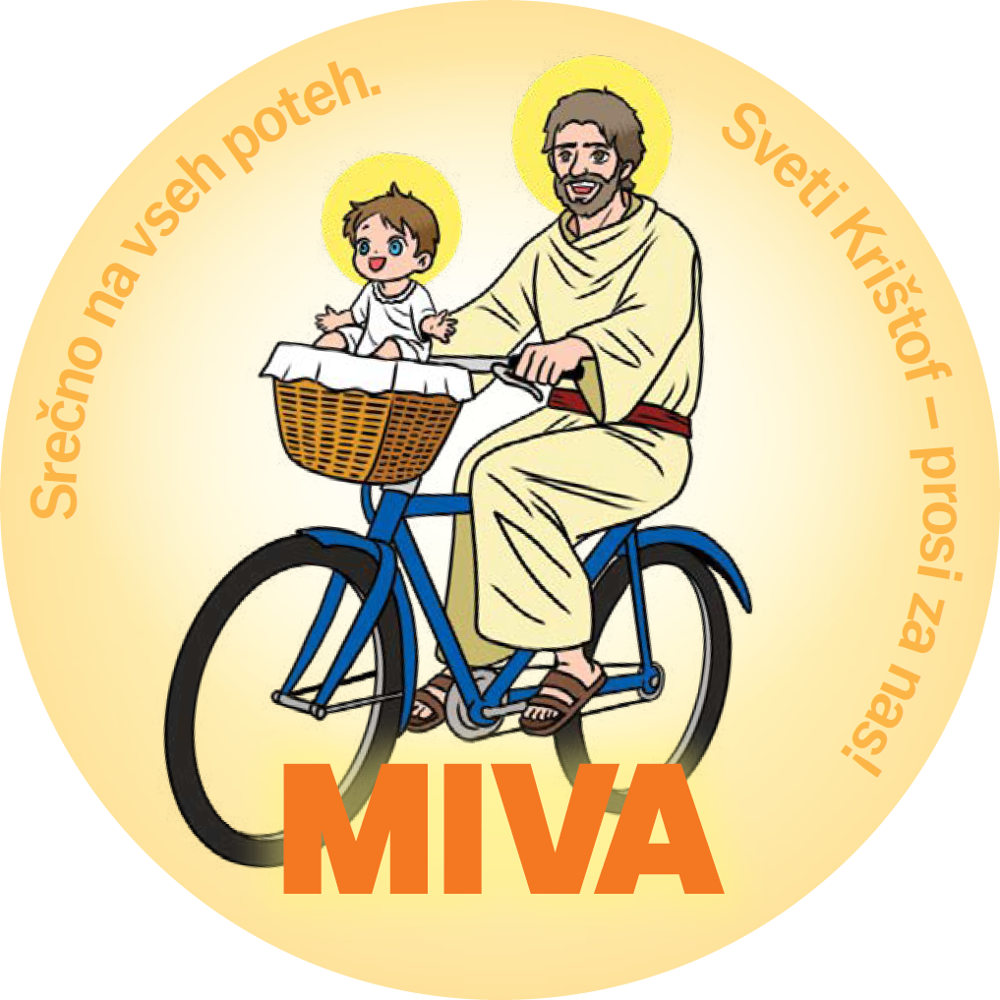 Srečno na vseh poteh.
Sveti Krištof – prosi za nas!
MIVA